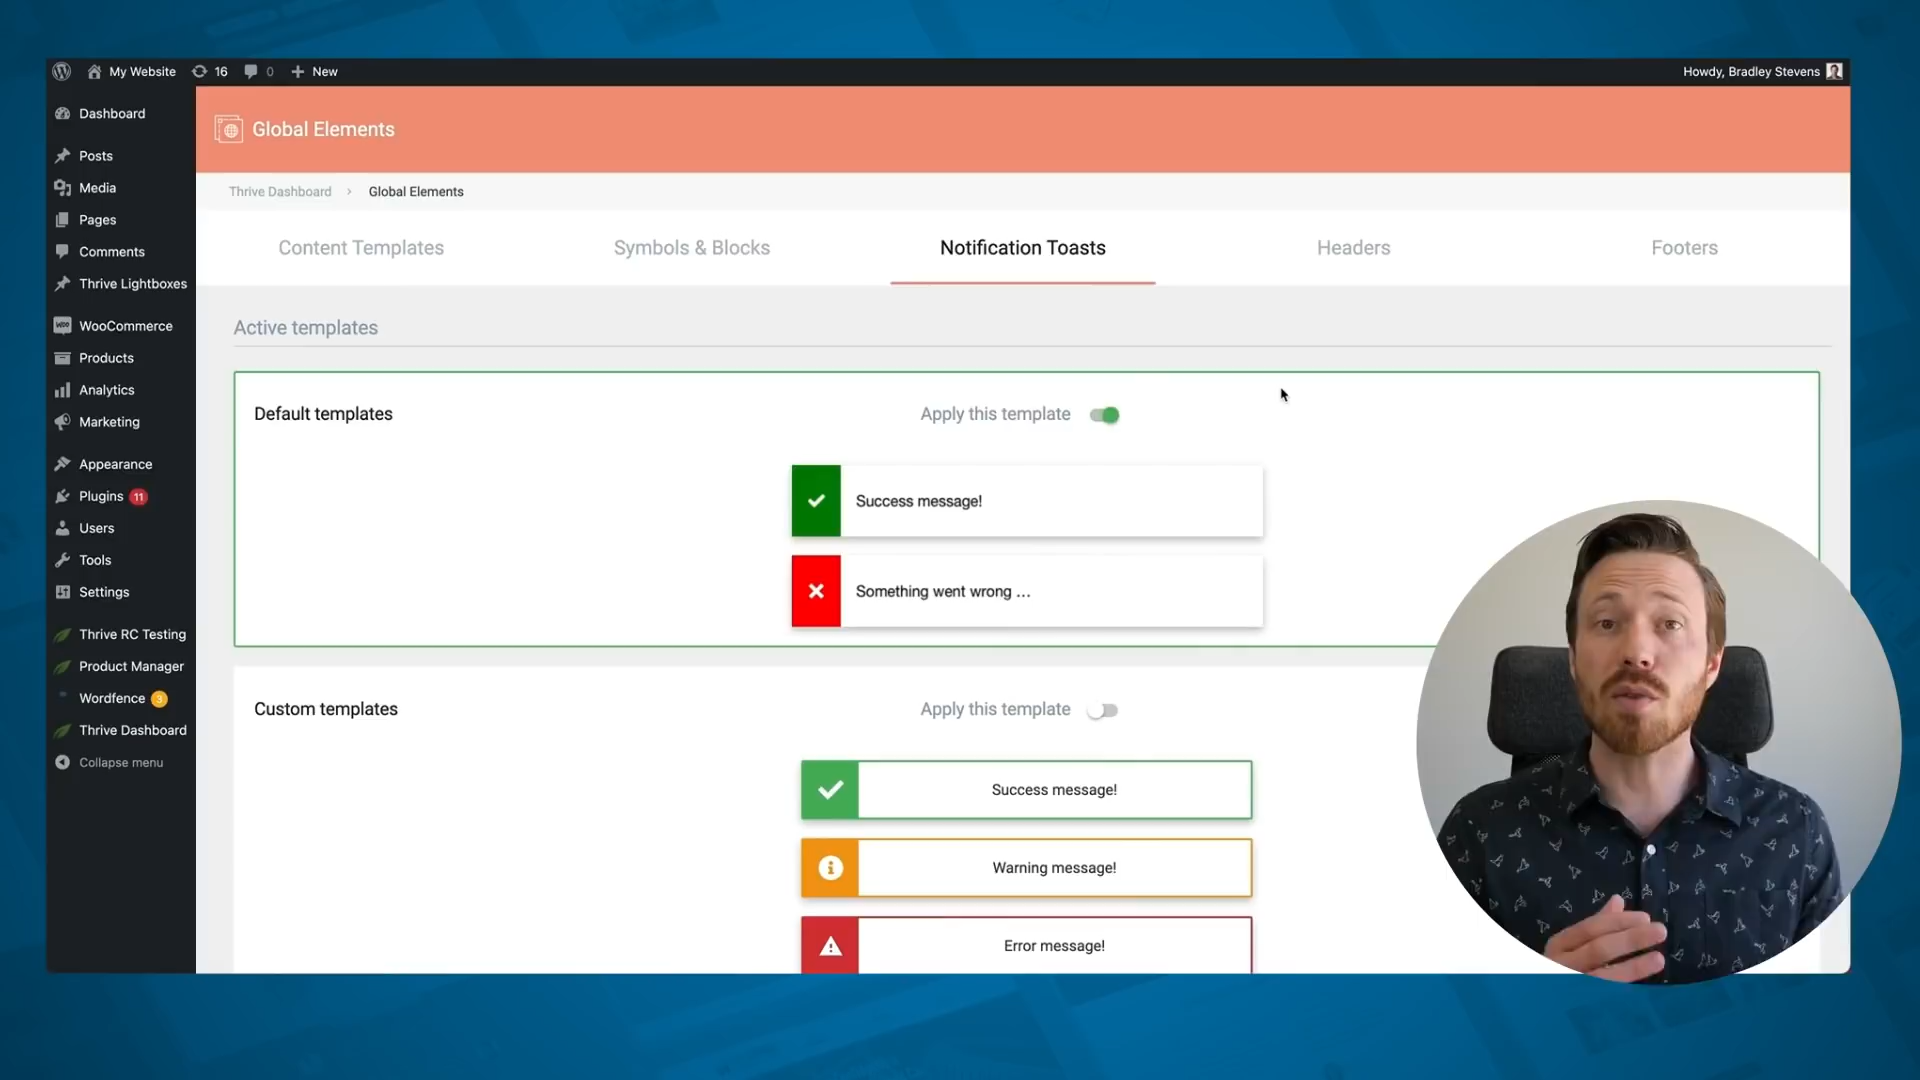 My Website 16 0 New
Howdy, Bradley Stevens
Dashboard
Posts
Media
Pages
Comments
Thrive Lightboxes
WOO WooCommerce
Products
Analytics
Marketing
Appearance
Plugins 11
Users
Tools
Settings
Thrive RC Testing
Product Manager
Wordfence 3
Thrive Dashboard
Collapse menu
Global Elements
Thrive Dashboard > Global Elements
Content Templates
Symbols & Blocks
Notification Toasts
Headers
Footers
Active templates
Default templates
Apply this template
Success message!
Something went wrong ...
Custom templates
Apply this template
Success message!
Warning message!
Error message!